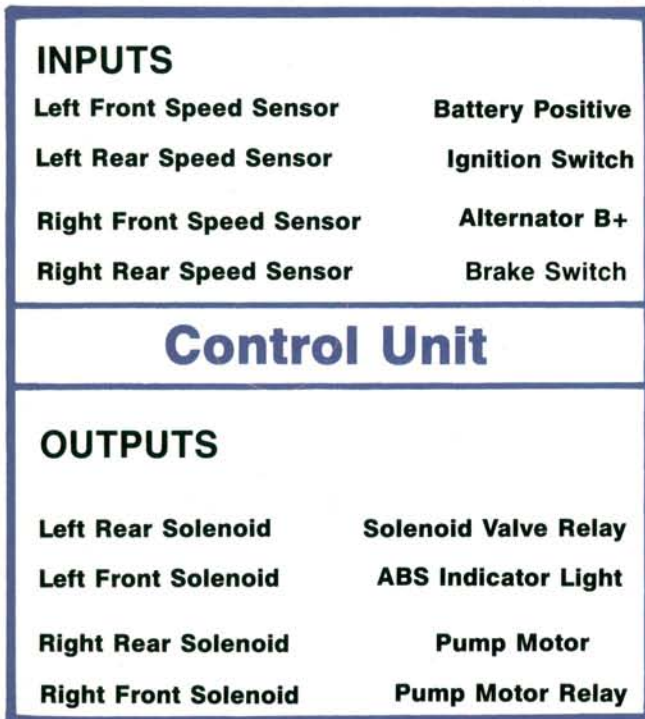 INPUTS
Left Front Speed Sensor Battery Positive
Left Rear Speed Sensor Ignition Switch
Right Front Speed Sensor Alternator B+
Right Rear Speed Sensor Brake Switch
Control Unit
OUTPUTS
Left Rear Solenoid Solenoid Valve Relay
Left Front Solenoid ABS Indicator Light
Right Rear Solenoid Pump Motor
Right Front Solenoid Pump Motor Relay